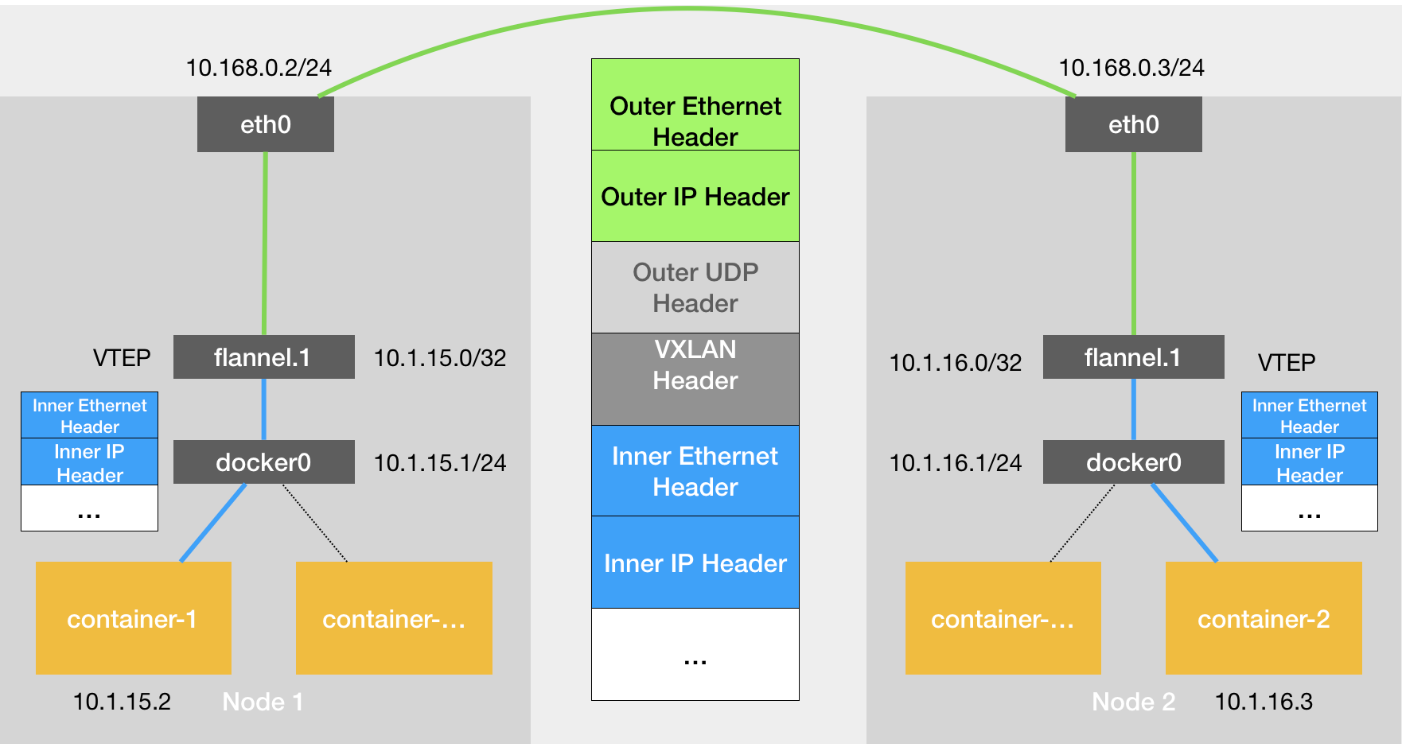 10.168.0.2/24
eth0
VTEP
flannel.1
10.1.15.0/32
Inner Ethernet
Header
Inner IP
Header
...
docker0
10.1.15.1/24
container-1
container-...
10.1.15.2
Node 1
Outer Ethernet
Header
Outer IP Header
Outer UDP
Header
VXLAN
Header
Inner Ethernet
Header
Inner IP Header
...
10.168.0.3/24
eth0
10.1.16.0/32
flannel.1
VTEP
10.1.16.1/24
docker0
Inner Ethernet
Header
Inner IP
Header
...
container-...
container-2
Node 2
10.1.16.3